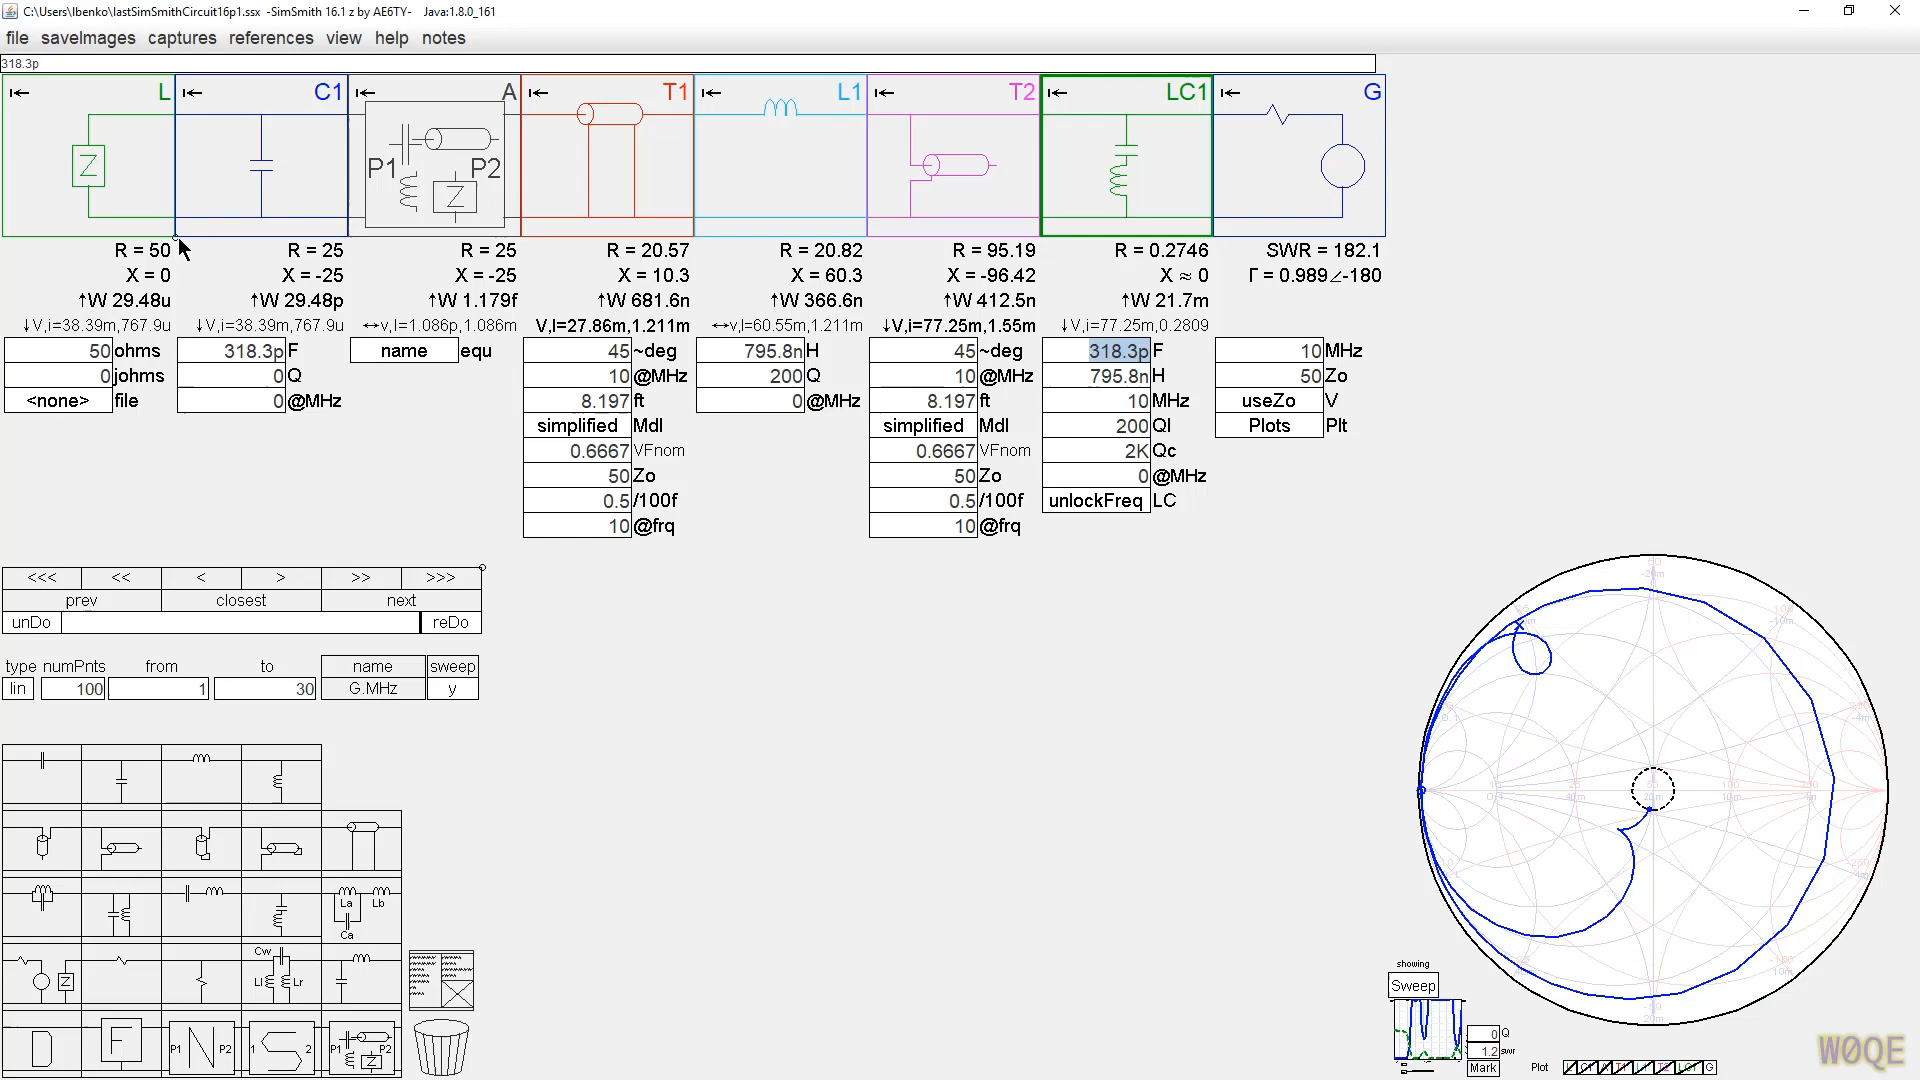 C:\Users\lbenko\lastSimSmithCircuit16p1.ssx -SimSmith 16.1 z by AE6TY- Java:1.8.0_161
file saveImages captures references view help notes
318.3p
L C1 A T1 L1 T2 LC1 G
Z P1 P2 Z
R = 50 R = 25 R = 25 R = 20.57 R = 20.82 R = 95.19 R = 0.2746 SWR = 182.1
X = 0 X = -25 X = -25 X = 10.3 X = 60.3 X = -96.42 X ≈ 0 Γ = 0.989∠-180
↑W 29.48u ↑W 29.48p ↑W 1.179f ↑W 681.6n ↑W 366.6n ↑W 412.5n ↑W 21.7m
↓V,i=38.39m,767.9u ↓V,i=38.39m,767.9u ↔v,I=1.086p,1.086m V,I=27.86m,1.211m ↔v,I=60.55m,1.211m ↓V,i=77.25m,1.55m ↓V,i=77.25m,0.2809
50 ohms 318.3p F name equ 45 ~deg 795.8n H 45 ~deg 318.3p F 10 MHz
0 johms 0 Q 10 @MHz 200 Q 10 @MHz 795.8n H 50 Zo
<none> file 0 @MHz 8.197 ft 0 @MHz 8.197 ft 10 MHz useZo V
simplified Mdl simplified Mdl 200 Ql Plots Plt
0.6667 VFnom 0.6667 VFnom 2K Qc
50 Zo 50 Zo 0 @MHz
0.5 /100f 0.5 /100f unlockFreq LC
10 @frq 10 @frq
<<< << < > >> >>>
prev closest next
unDo reDo
type numPnts from to name sweep
lin 100 1 30 G.MHz y
La Lb
Ca
Cw
Z Ll Lr
D F P1 N P2 1 S 2 P1 P2 Z
showing
Sweep
0 Q
1.2 swr
Mark
Plot
W0QE